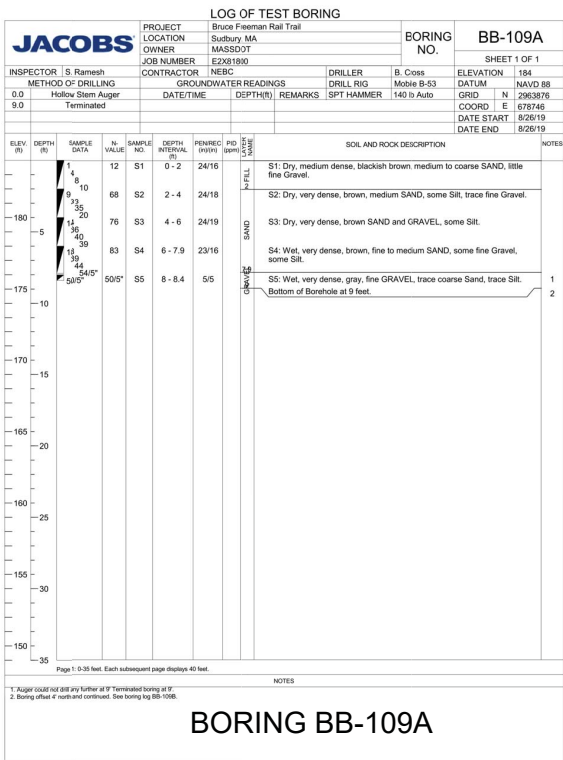 LOG OF TEST BORING
JACOBS
PROJECT Bruce Freeman Rail Trail
LOCATION Sudbury MA
OWNER MASSDOT
JOB NUMBER E2X81800
BORING NO.
BB-109A
SHEET 1 OF 1
INSPECTOR S. Ramesh CONTRACTOR NEBC DRILLER B. Cross ELEVATION 184
METHOD OF DRILLING GROUNDWATER READINGS DRILL RIG Mobile B-53 DATUM NAVD 88
0.0 Hollow Stem Auger DATE/TIME DEPTH(ft) REMARKS SPT HAMMER 140 lb Auto GRID N 2963876
9.0 Terminated COORD E 678746
DATE START 8/26/19
DATE END 8/26/19
ELEV. (ft) DEPTH (ft) SAMPLE DATA N-VALUE SAMPLE NO. DEPTH INTERVAL (ft) PEN/REC (in)/(in) PID (ppm) LAYER NAME SOIL AND ROCK DESCRIPTION NOTES
1 4 8 10 12 S1 0 - 2 24/16 FILL S1: Dry, medium dense, blackish brown. medium to coarse SAND, little
fine Gravel.
2
9 33 35 20 68 S2 2 - 4 24/18 S2: Dry, very dense, brown, medium SAND, some Silt, trace fine Gravel.
180
5 36 40 39 76 S3 4 - 6 24/19 SAND S3: Dry, very dense, brown SAND and GRAVEL, some Silt.
39 44 54/5" 83 S4 6 - 7.9 23/16 S4: Wet, very dense, brown, fine to medium SAND, some fine Gravel,
some Silt.
7.9
50/5" 50/5" S5 8 - 8.4 5/5 GRAVEL S5: Wet, very dense, gray, fine GRAVEL, trace coarse Sand, trace Silt. 1
175 Bottom of Borehole at 9 feet. 2
10
170
15
165
20
160
25
155
30
150
35
Page 1: 0-35 feet. Each subsequent page displays 40 feet.
NOTES
1. Auger could not drill any further at 9' Terminated boring at 9'.
2. Boring offset 4' north and continued. See boring log BB-109B.
BORING BB-109A